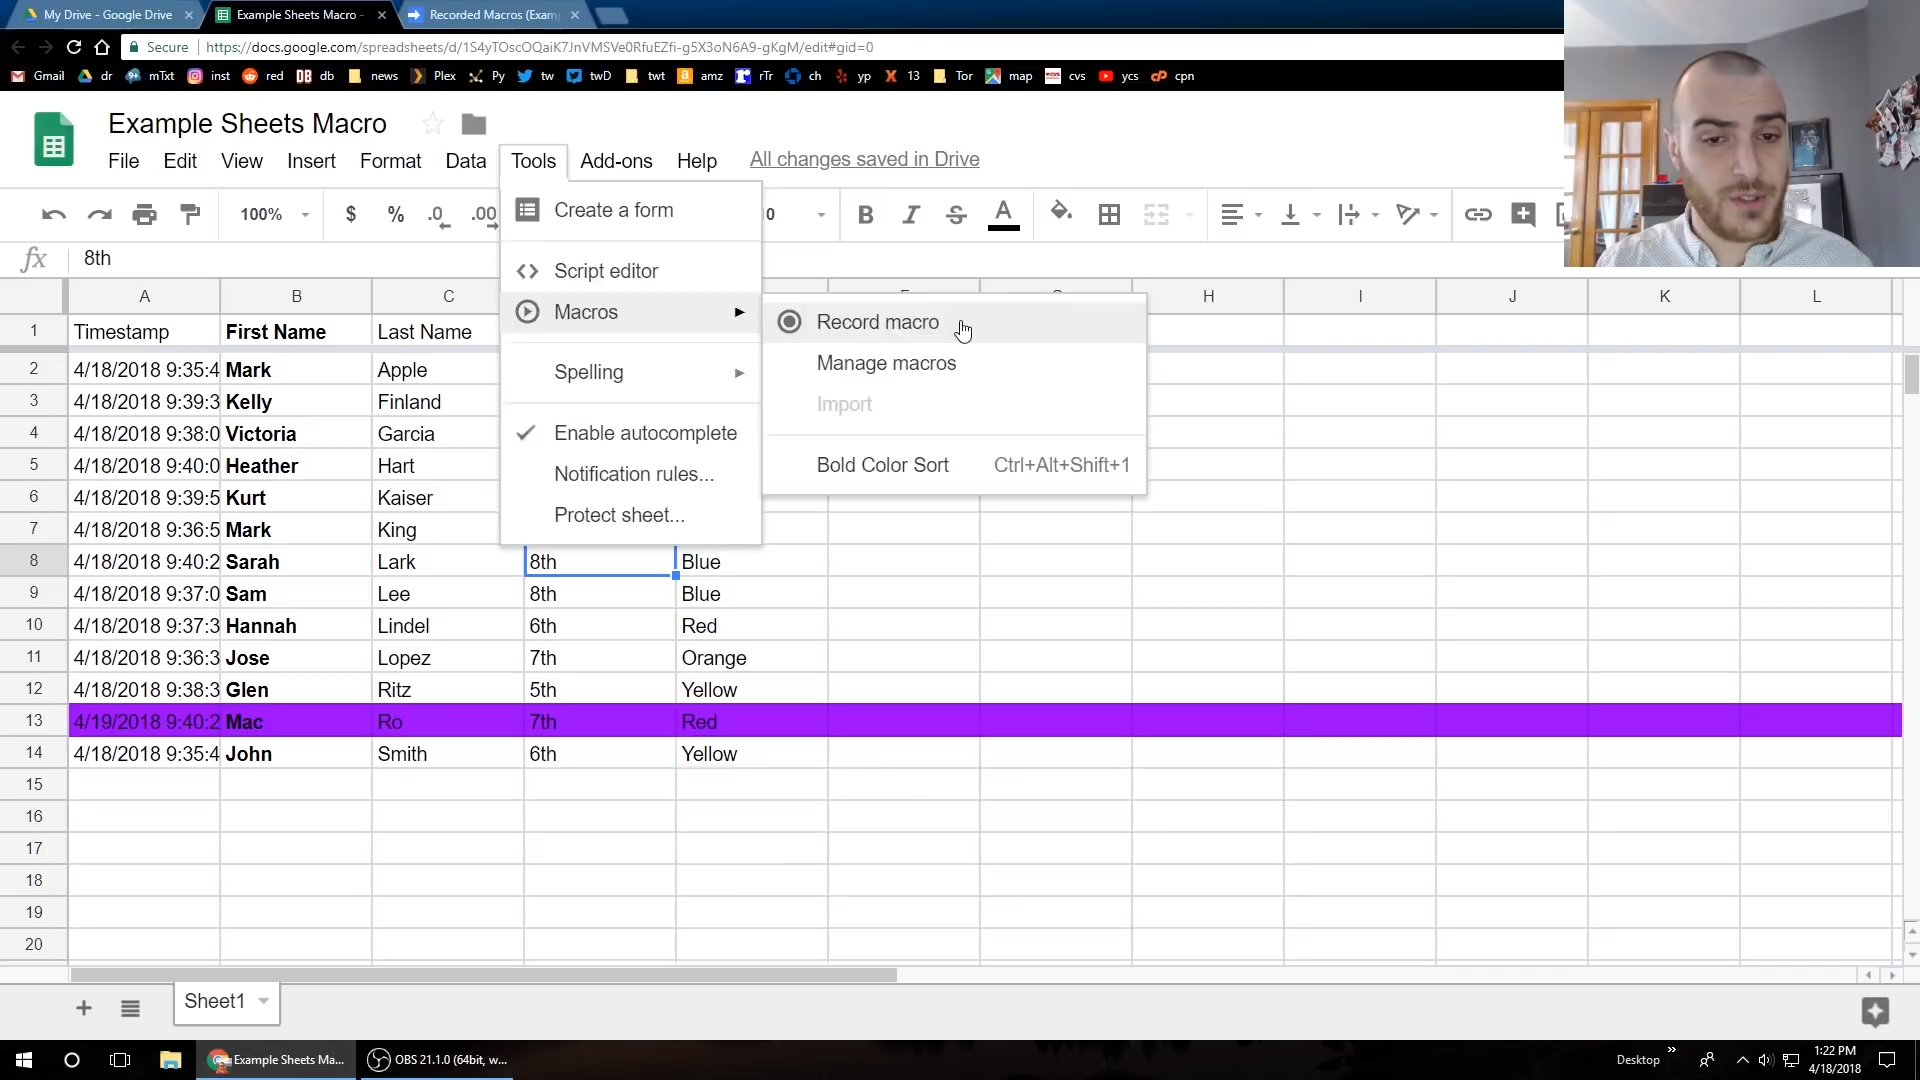 My Drive - Google Drive
Example Sheets Macro -
Recorded Macros (Exam
Secure
https://docs.google.com/spreadsheets/d/1S4yTOscOQaiK7JnVMSVe0RfuEZfi-g5X3oN6A9-gKgM/edit#gid=0
Gmail dr mTxt inst red db news Plex Py tw twD twt amz rTr ch yp 13 Tor map cvs ycs cpn
Example Sheets Macro
File Edit View Insert Format Data Tools Add-ons Help All changes saved in Drive
100% $ % .0 .00 0 B I S A
fx 8th
A B C H I J K L
1 Timestamp First Name Last Name
2 4/18/2018 9:35:4 Mark Apple
3 4/18/2018 9:39:3 Kelly Finland
4 4/18/2018 9:38:0 Victoria Garcia
5 4/18/2018 9:40:0 Heather Hart
6 4/18/2018 9:39:5 Kurt Kaiser
7 4/18/2018 9:36:5 Mark King
8 4/18/2018 9:40:2 Sarah Lark 8th Blue
9 4/18/2018 9:37:0 Sam Lee 8th Blue
10 4/18/2018 9:37:3 Hannah Lindel 6th Red
11 4/18/2018 9:36:3 Jose Lopez 7th Orange
12 4/18/2018 9:38:3 Glen Ritz 5th Yellow
13 4/19/2018 9:40:2 Mac Ro 7th Red
14 4/18/2018 9:35:4 John Smith 6th Yellow
15
16
17
18
19
20
Create a form
Script editor
Macros
Spelling
Enable autocomplete
Notification rules...
Protect sheet...
Record macro
Manage macros
Import
Bold Color Sort Ctrl+Alt+Shift+1
Sheet1
Example Sheets Ma...
OBS 21.1.0 (64bit, w...
Desktop
1:22 PM
4/18/2018